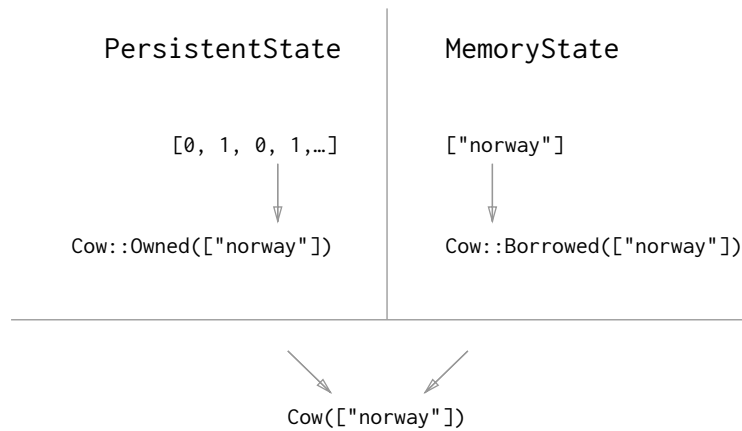 PersistentState
MemoryState
[0, 1, 0, 1,…]
["norway"]
Cow::Owned(["norway"])
Cow::Borrowed(["norway"])
Cow(["norway"])